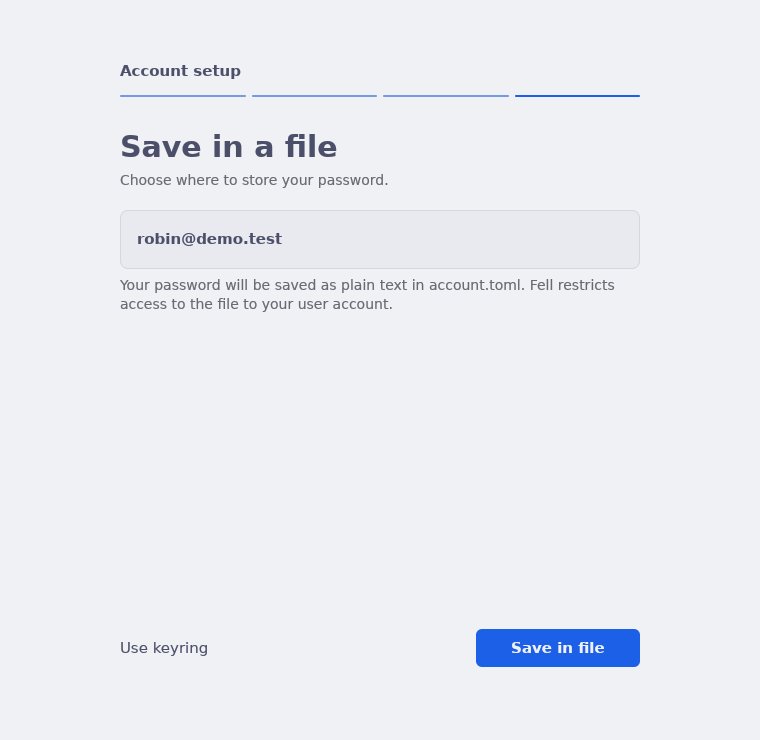 Account setup
Save in a file
Choose where to store your password.
robin@demo.test
Your password will be saved as plain text in account.toml. Fell restricts
access to the file to your user account.
Use keyring
Save in file